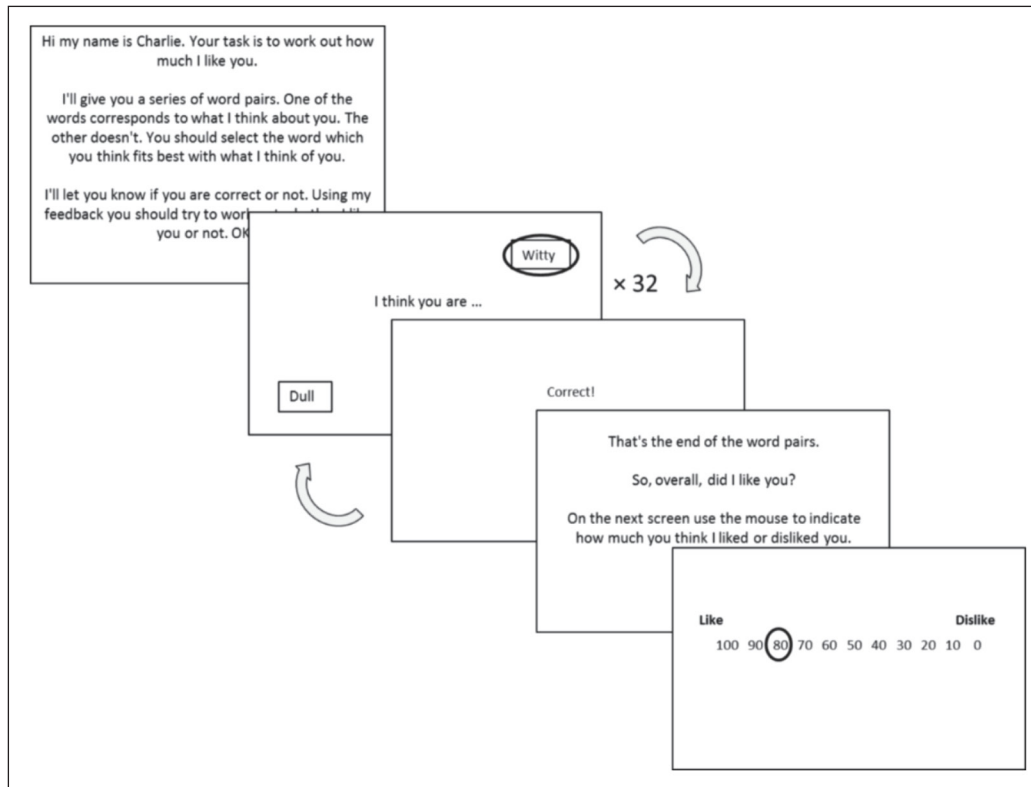 Hi my name is Charlie. Your task is to work out how
much I like you.
I'll give you a series of word pairs. One of the
words corresponds to what I think about you. The
other doesn't. You should select the word which
you think fits best with what I think of you.
I'll let you know if you are correct or not. Using my
feedback you should try to work
you or not. OK
Witty
× 32
I think you are ...
Dull
Correct!
That's the end of the word pairs.
So, overall, did I like you?
On the next screen use the mouse to indicate
how much you think I liked or disliked you.
Like Dislike
100 90 80 70 60 50 40 30 20 10 0